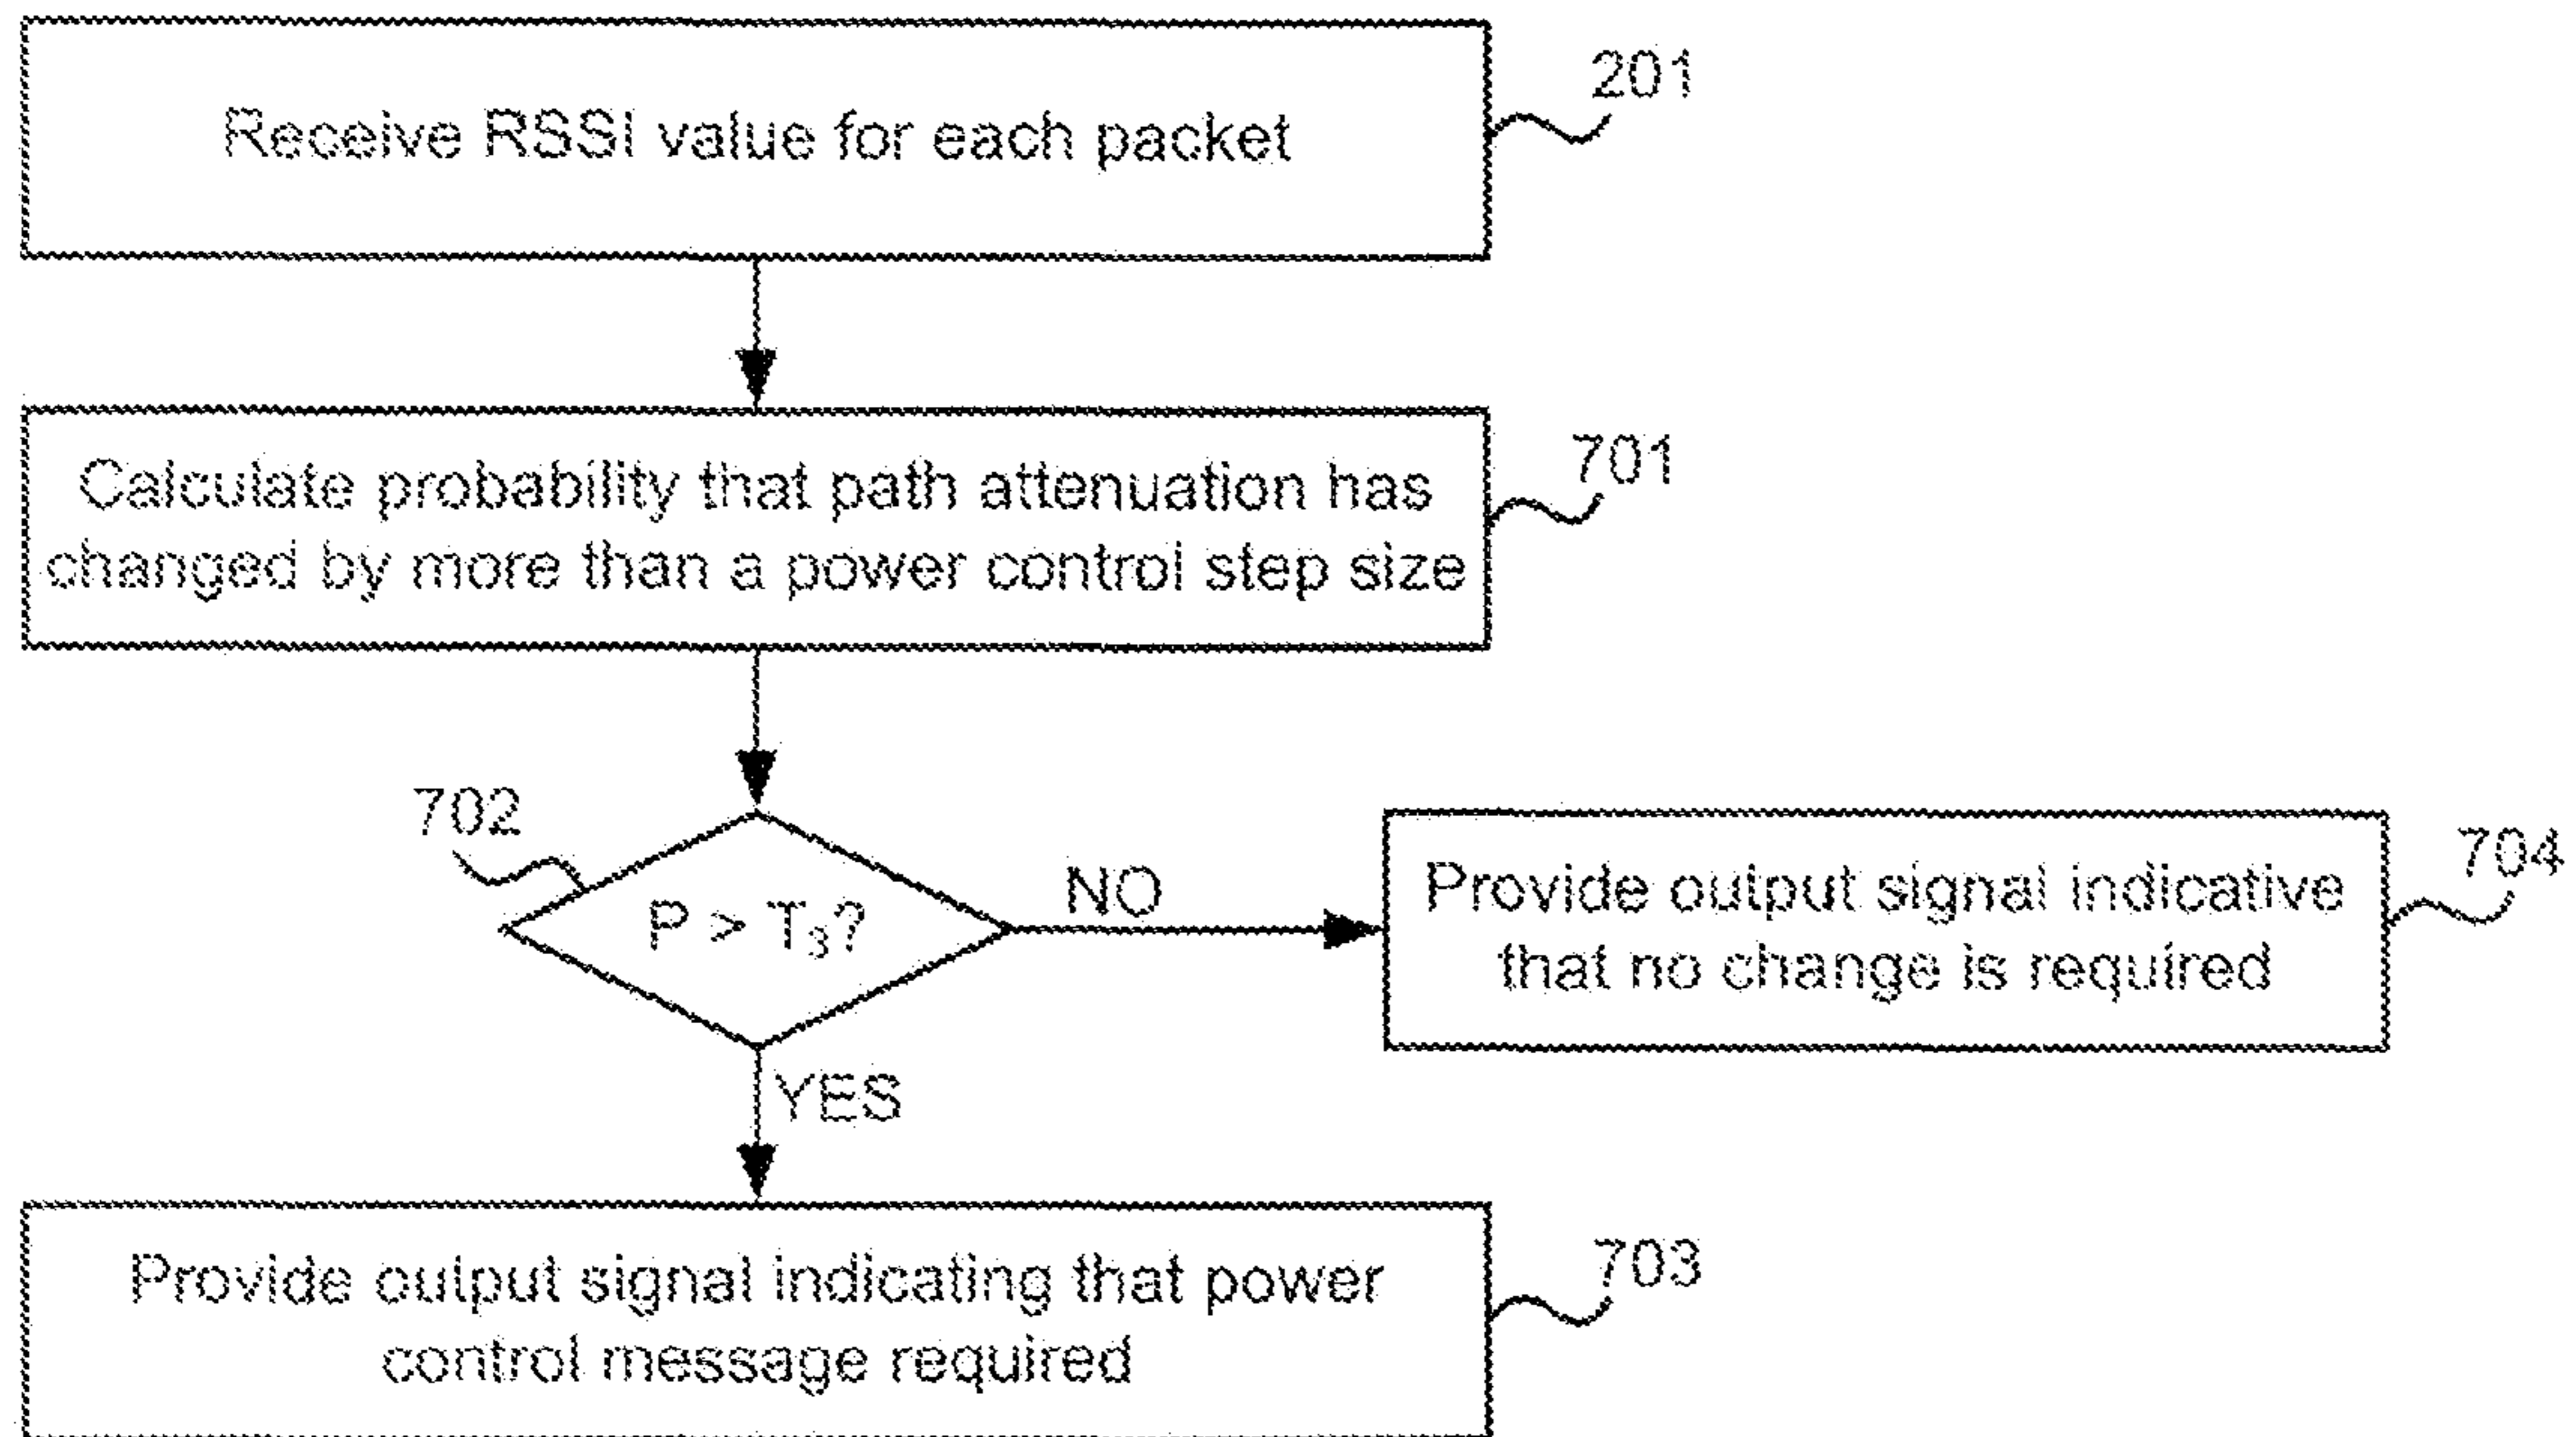 Receive RSSI value for each packet
201
Calculate probability that path attenuation has
changed by more than a power control step size
701
702
P > T₃?
NO
Provide output signal indicative
that no change is required
704
YES
Provide output signal indicating that power
control message required
703